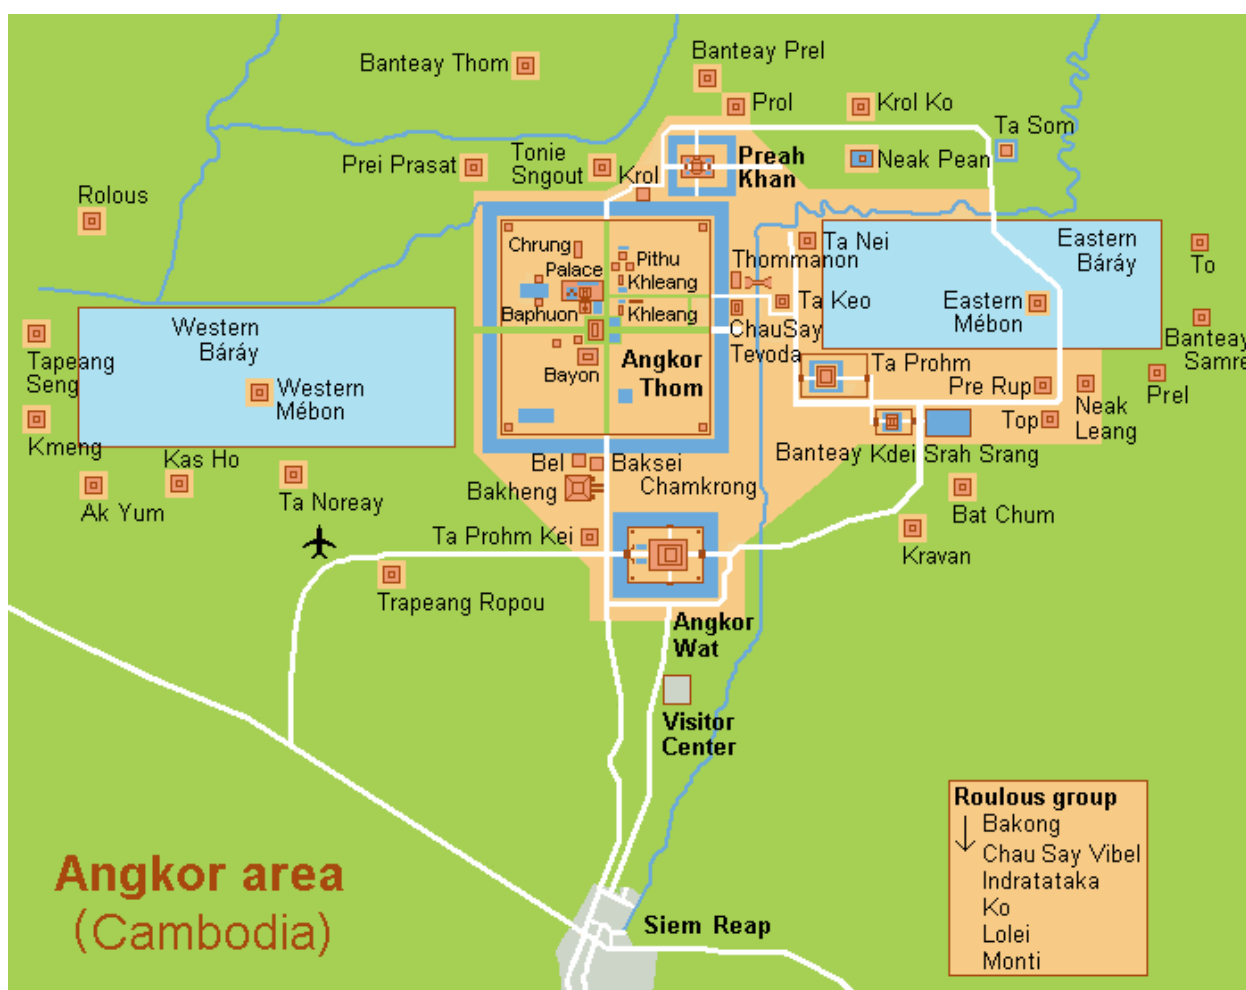 Banteay Thom
Banteay Prel
Prol
Krol Ko
Ta Som
Prei Prasat
Tonie
Sngout
Krol
Preah
Khan
Neak Pean
Rolous
Chrung
Pithu
Palace
Khleang
Baphuon
Khleang
Bayon
Angkor
Thom
Thommanon
Ta Nei
Ta Keo
ChauSay
Tevoda
Eastern
Báráy
Eastern
Mébon
To
Banteay
Samre
Western
Báráy
Western
Mébon
Tapeang
Seng
Kmeng
Ta Prohm
Pre Rup
Top
Neak
Leang
Prel
Banteay Kdei Srah Srang
Kas Ho
Ak Yum
Ta Noreay
Bel
Baksei
Chamkrong
Bakheng
Bat Chum
Kravan
Ta Prohm Kei
Trapeang Ropou
Angkor
Wat
Visitor
Center
Siem Reap
Angkor area
(Cambodia)
Roulous group
Bakong
Chau Say Vibel
Indratataka
Ko
Lolei
Monti